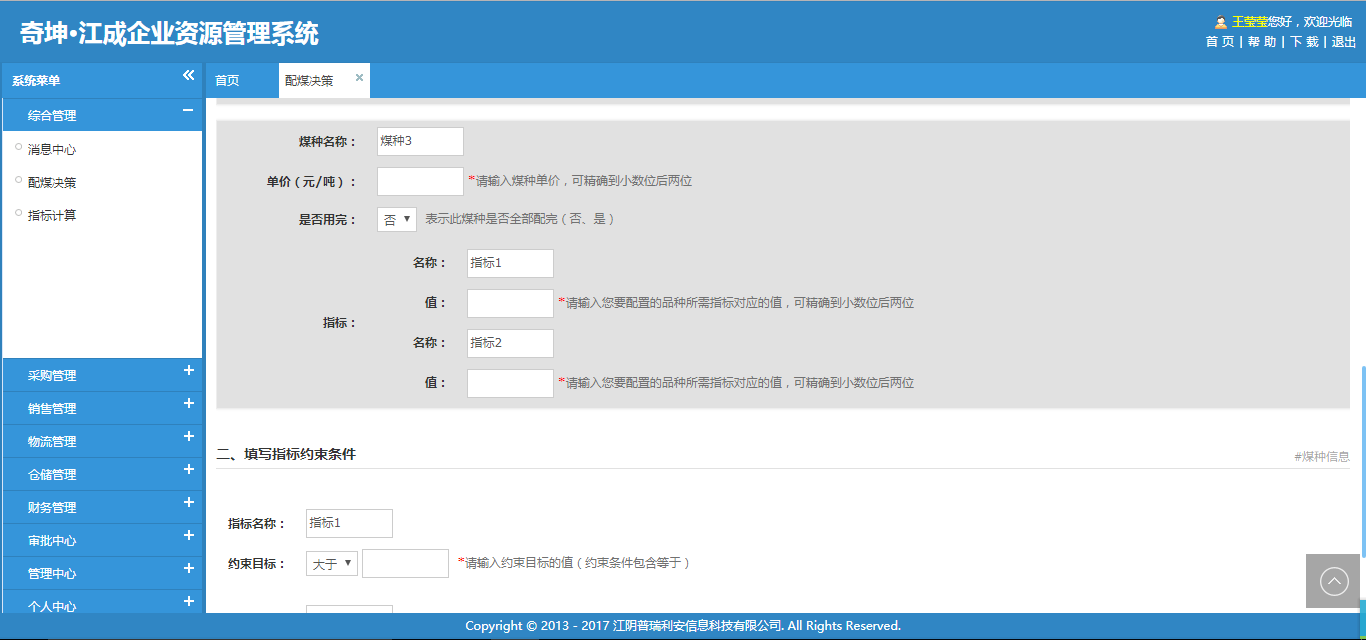 奇坤·江成企业资源管理系统
王莹莹您好，欢迎光临
首 页 | 帮 助 | 下 载 | 退出
系统菜单
首页
配煤决策
综合管理
消息中心
配煤决策
指标计算
采购管理
销售管理
物流管理
仓储管理
财务管理
审批中心
管理中心
个人中心
煤种名称： 煤种3
单价（元/吨）： *请输入煤种单价，可精确到小数位后两位
是否用完： 否 表示此煤种是否全部配完（否、是）
指标：
名称： 指标1
值： *请输入您要配置的品种所需指标对应的值，可精确到小数位后两位
名称： 指标2
值： *请输入您要配置的品种所需指标对应的值，可精确到小数位后两位
二、填写指标约束条件 #煤种信息
指标名称： 指标1
约束目标： 大于 *请输入约束目标的值（约束条件包含等于）
Copyright © 2013 - 2017 江阴普瑞利安信息科技有限公司. All Rights Reserved.